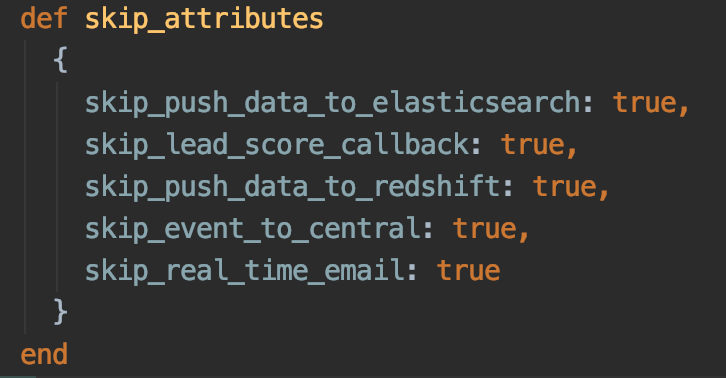 def skip_attributes
  {
    skip_push_data_to_elasticsearch: true,
    skip_lead_score_callback: true,
    skip_push_data_to_redshift: true,
    skip_event_to_central: true,
    skip_real_time_email: true
  }
end